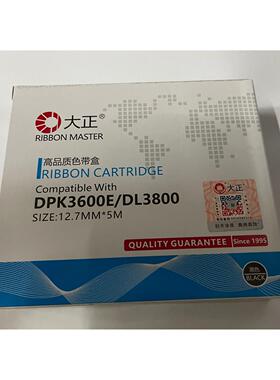 大正
RIBBON MASTER
高品质色带盒
RIBBON CARTRIDGE
Compatible With
DPK3600E/DL3800
SIZE:12.7MM*5M
大正
QUALITY GUARANTEE
Since 1995
黑色
BLACK